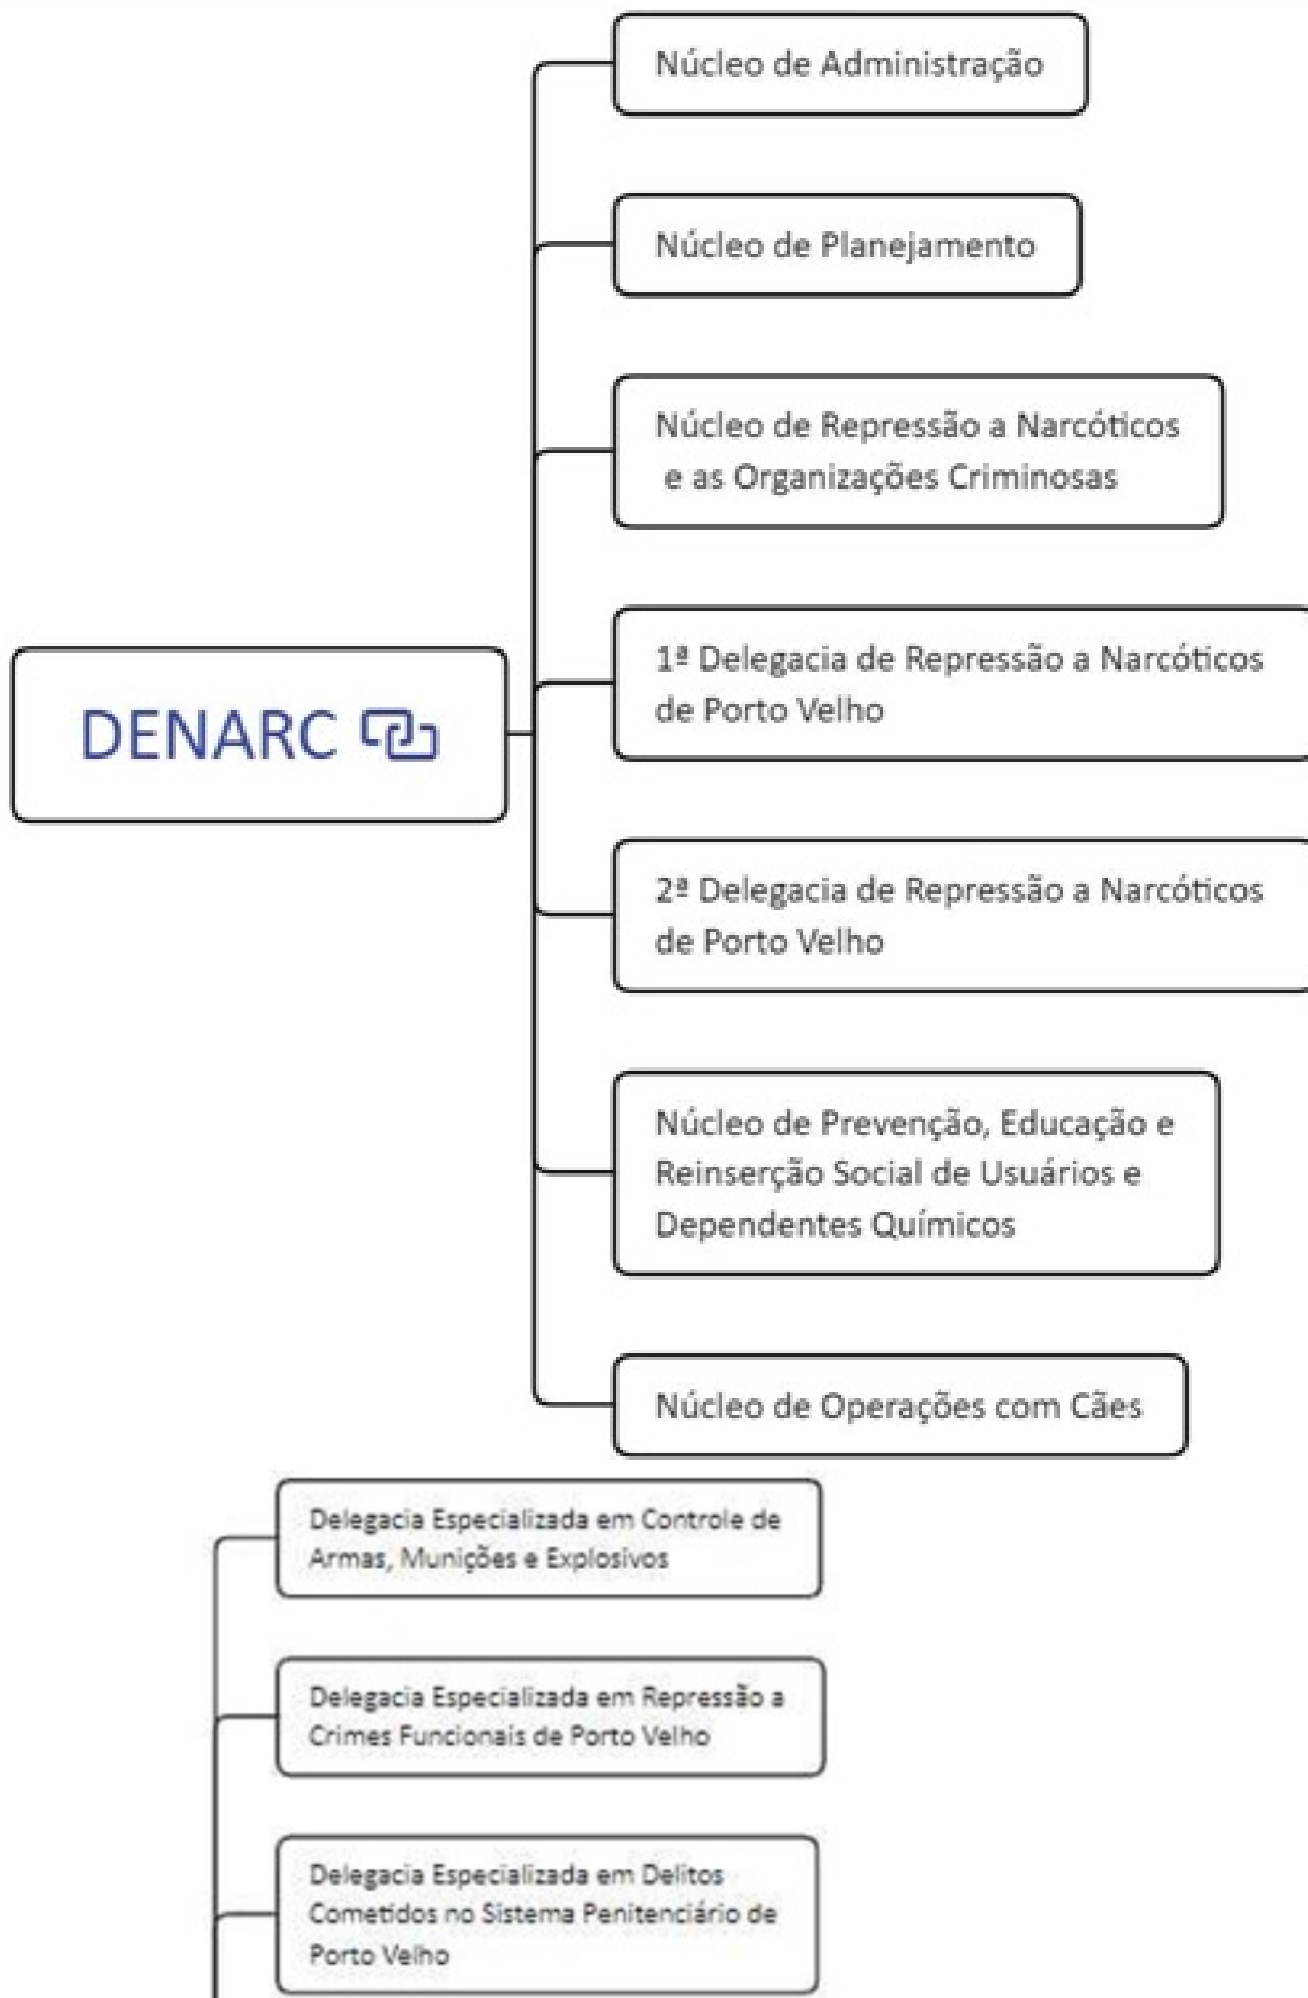 Núcleo de Administração
Núcleo de Planejamento
Núcleo de Repressão a Narcóticos
e as Organizações Criminosas
1ª Delegacia de Repressão a Narcóticos
de Porto Velho
DENARC
2ª Delegacia de Repressão a Narcóticos
de Porto Velho
Núcleo de Prevenção, Educação e
Reinserção Social de Usuários e
Dependentes Químicos
Núcleo de Operações com Cães
Delegacia Especializada em Controle de
Armas, Munições e Explosivos
Delegacia Especializada em Repressão a
Crimes Funcionais de Porto Velho
Delegacia Especializada em Delitos
Cometidos no Sistema Penitenciário de
Porto Velho